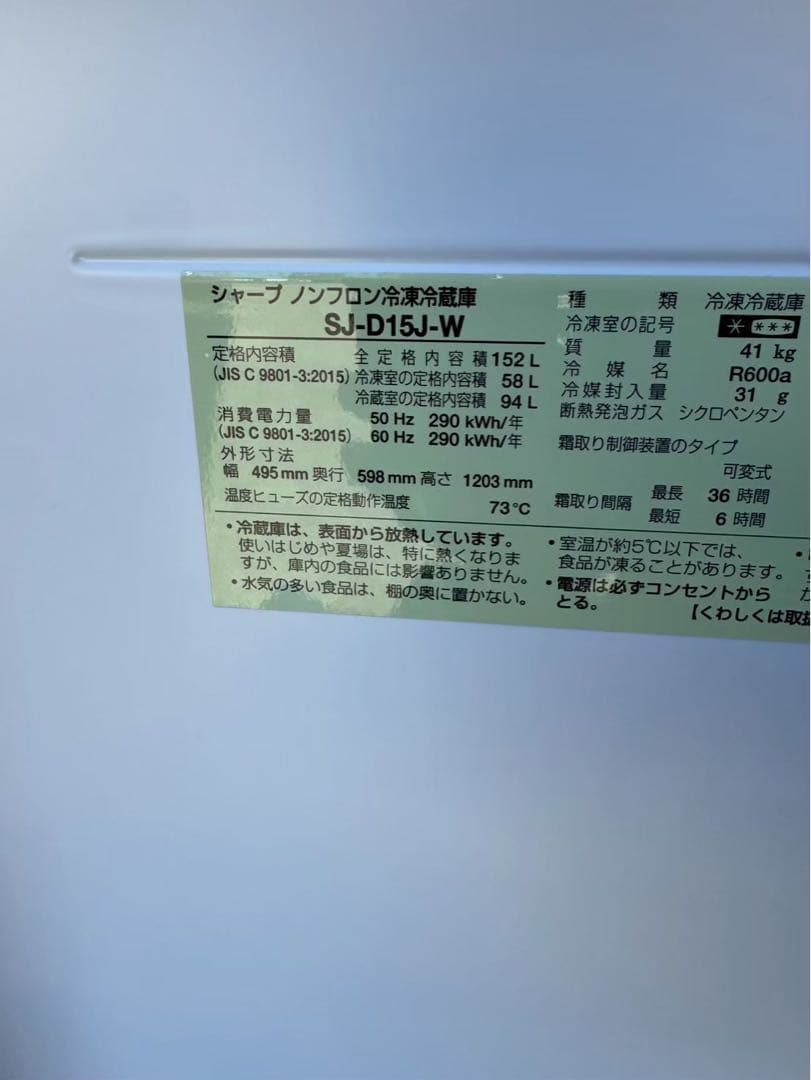 シャープ ノンフロン冷凍冷蔵庫
SJ-D15J-W
定格内容積 全定格内容積 152 L
(JIS C 9801-3:2015) 冷凍室の定格内容積 58 L
冷蔵室の定格内容積 94 L
消費電力量 50 Hz 290 kWh/年
(JIS C 9801-3:2015) 60 Hz 290 kWh/年
外形寸法
幅 495 mm 奥行 598 mm 高さ 1203 mm
温度ヒューズの定格動作温度 73℃
・冷蔵庫は、表面から放熱しています。
使いはじめや夏場は、特に熱くなりま
すが、庫内の食品には影響ありません。
・水気の多い食品は、棚の奥に置かない。
種類 冷凍冷蔵庫
冷凍室の記号 * ***
質量 41 kg
冷媒名 R600a
冷媒封入量 31 g
断熱発泡ガス シクロペンタン
霜取り制御装置のタイプ
可変式
霜取り間隔 最長 36 時間
最短 6 時間
・室温が約5℃以下では、
食品が凍ることがあります。
・電源は必ずコンセントから
とる。
【くわしくは取扱